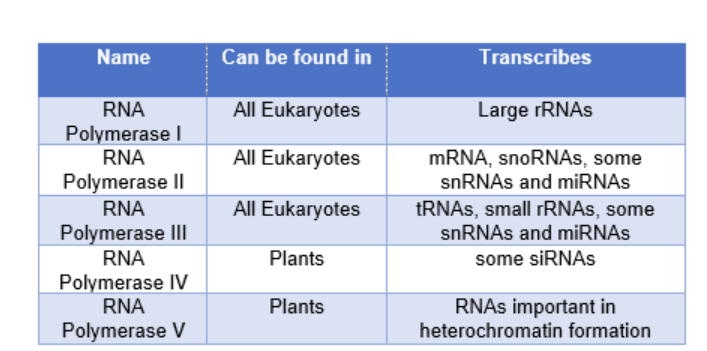 Name Can be found in Transcribes
RNA
Polymerase I
All Eukaryotes
Large rRNAs
RNA
Polymerase II
All Eukaryotes
mRNA, snoRNAs, some
snRNAs and miRNAs
RNA
Polymerase III
All Eukaryotes
tRNAs, small rRNAs, some
snRNAs and miRNAs
RNA
Polymerase IV
Plants
some siRNAs
RNA
Polymerase V
Plants
RNAs important in
heterochromatin formation